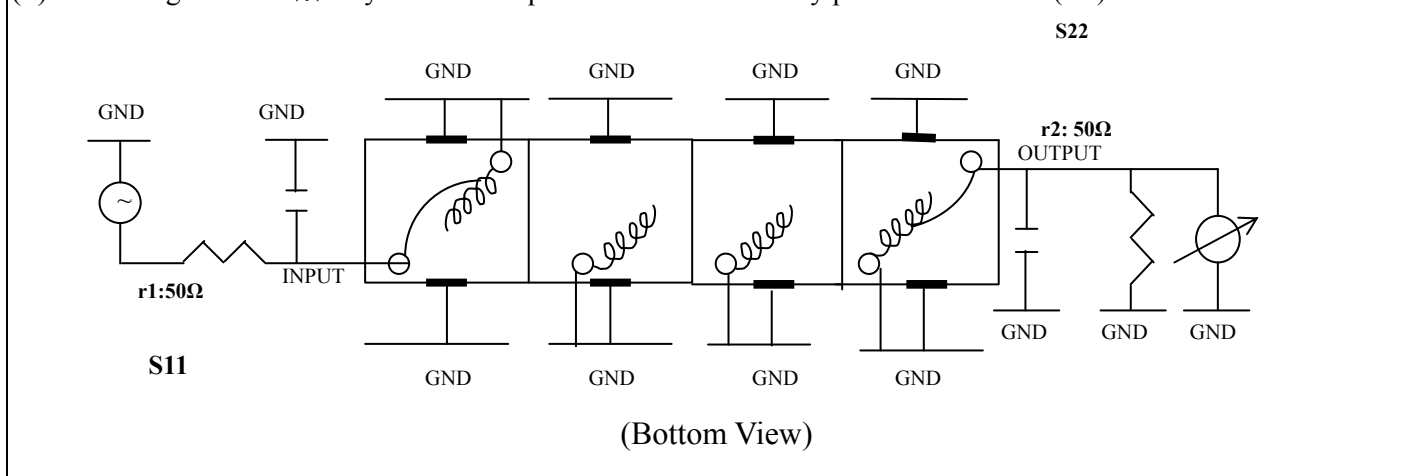 S22
GND GND GND GND
GND GND
r2: 50Ω
OUTPUT
~
INPUT
r1:50Ω
GND GND GND
S11
GND GND GND GND
(Bottom View)